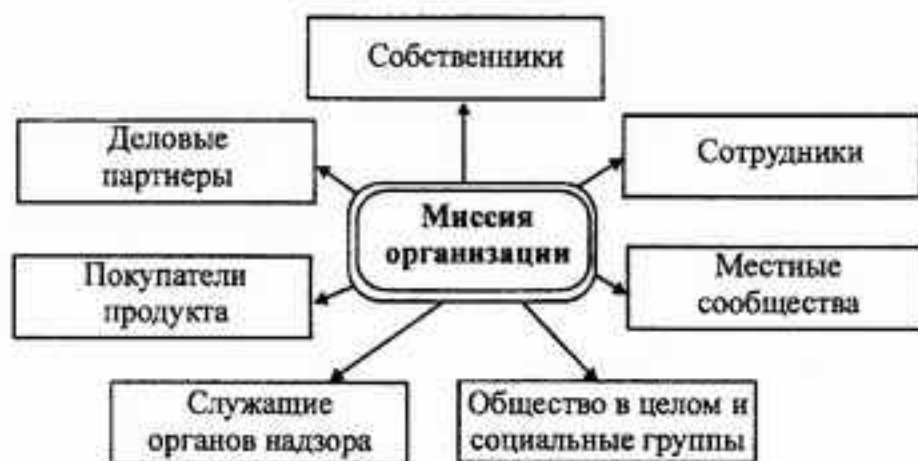 Собственники
Деловые
партнеры
Сотрудники
Миссия
организации
Покупатели
продукта
Местные
сообщества
Служащие
органов надзора
Общество в целом и
социальные группы